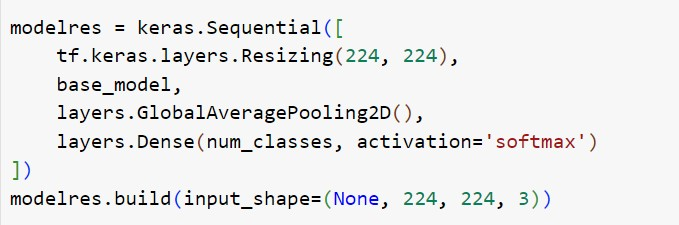 modelres = keras.Sequential([
    tf.keras.layers.Resizing(224, 224),
    base_model,
    layers.GlobalAveragePooling2D(),
    layers.Dense(num_classes, activation='softmax')
])
modelres.build(input_shape=(None, 224, 224, 3))